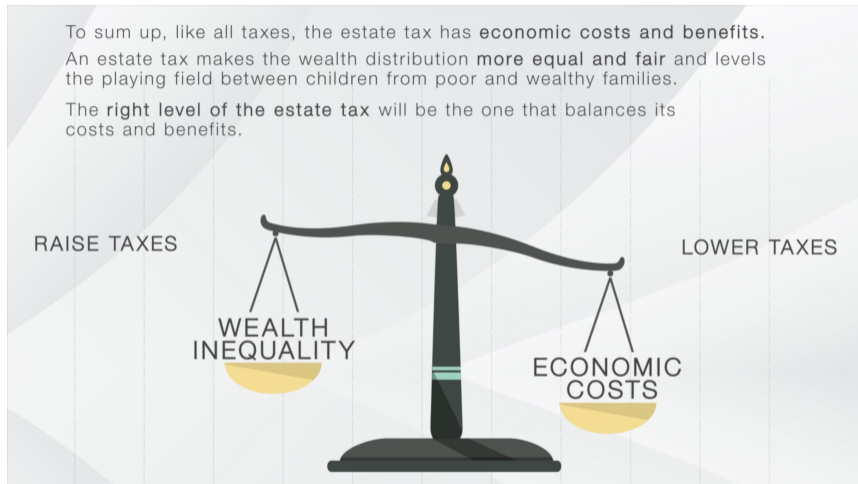 To sum up, like all taxes, the estate tax has economic costs and benefits.
An estate tax makes the wealth distribution more equal and fair and levels
the playing field between children from poor and wealthy families.
The right level of the estate tax will be the one that balances its
costs and benefits.
RAISE TAXES
LOWER TAXES
WEALTH
INEQUALITY
ECONOMIC
COSTS